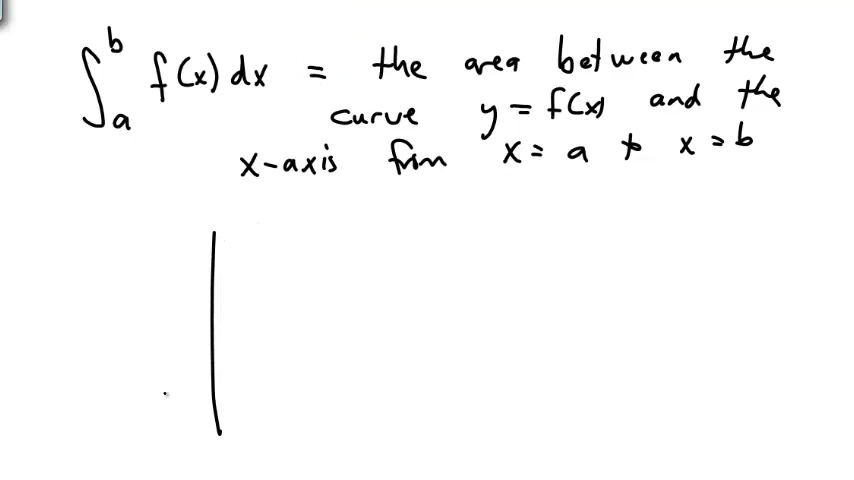 ∫_a^b f(x) dx = the area between the
curve y = f(x) and the
x-axis from x = a to x = b